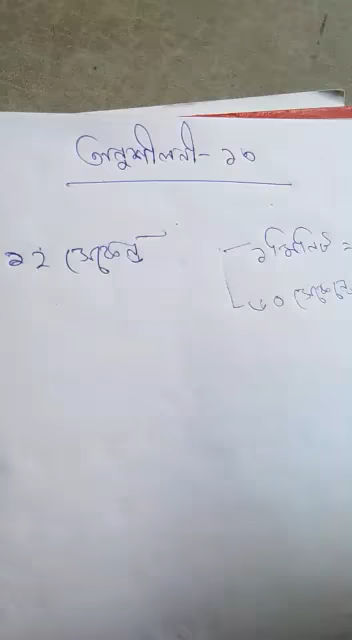 অনুশীলনী- ১০
১২ সেকেন্ড
১ মিনিট =
৬০ সেকেন্ড